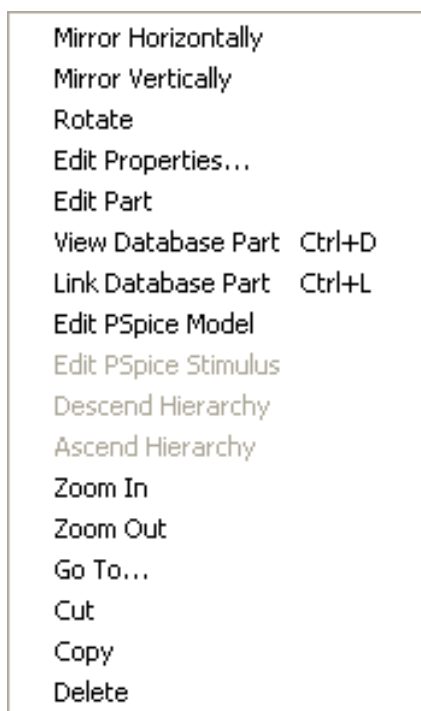 Mirror Horizontally
Mirror Vertically
Rotate
Edit Properties...
Edit Part
View Database Part Ctrl+D
Link Database Part Ctrl+L
Edit PSpice Model
Edit PSpice Stimulus
Descend Hierarchy
Ascend Hierarchy
Zoom In
Zoom Out
Go To...
Cut
Copy
Delete